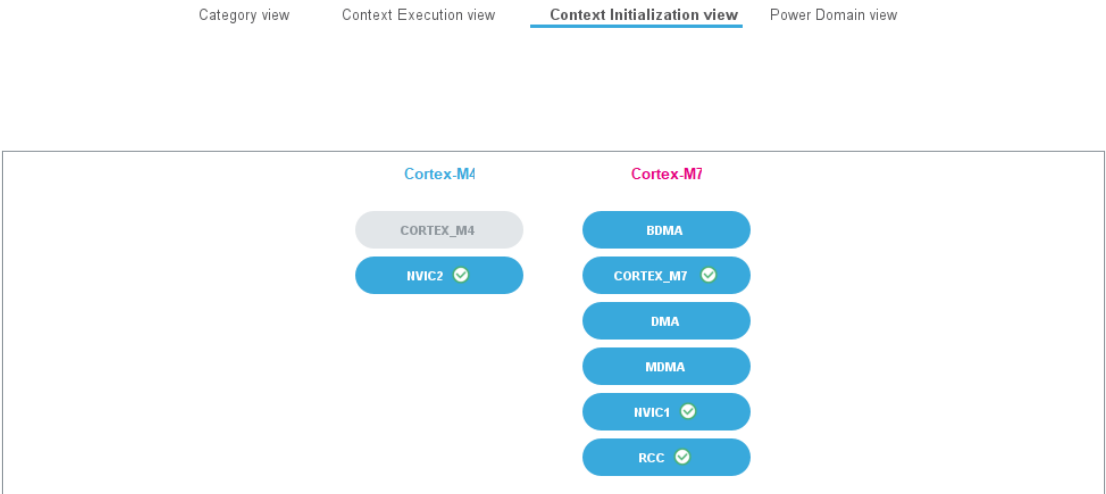 Category view Context Execution view Context Initialization view Power Domain view
Cortex-M4 Cortex-M7
CORTEX_M4 BDMA
NVIC2 CORTEX_M7
DMA
MDMA
NVIC1
RCC